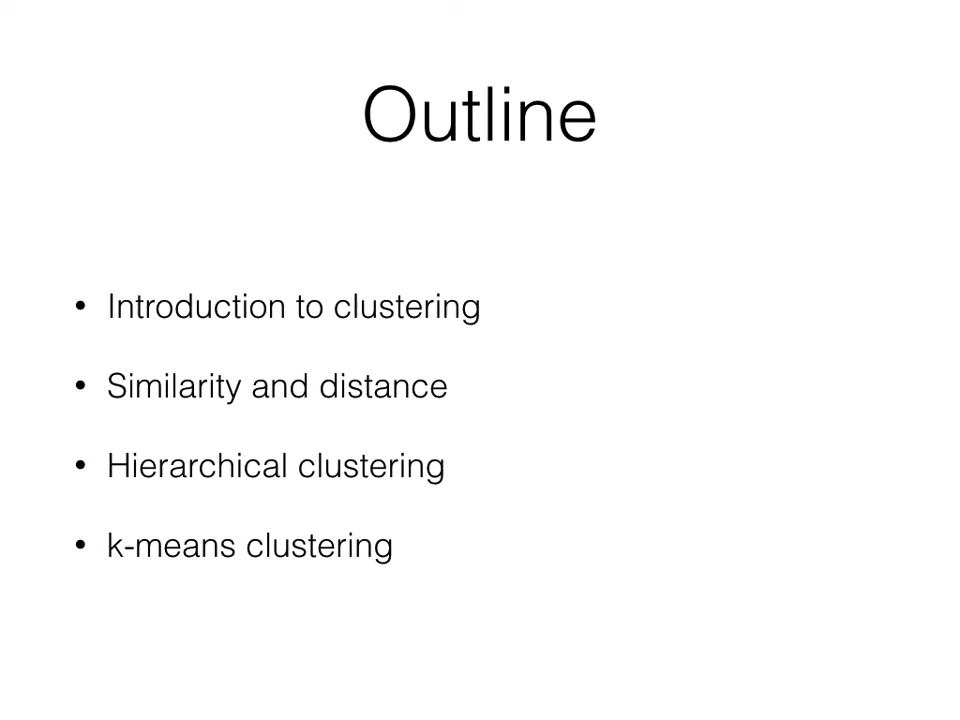 Outline
• Introduction to clustering
• Similarity and distance
• Hierarchical clustering
• k-means clustering